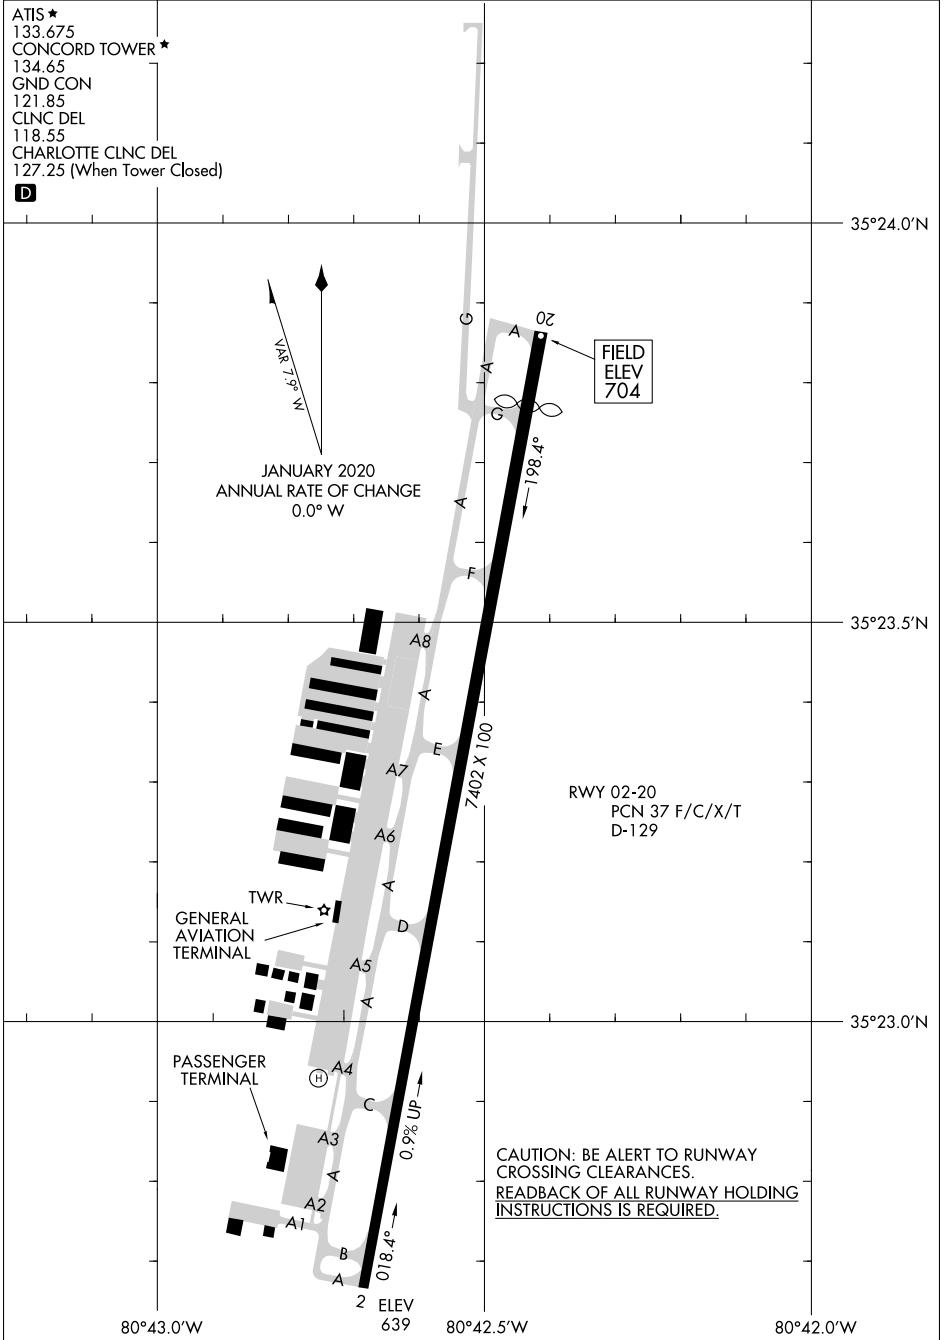 ATIS ★
133.675
CONCORD TOWER ★
134.65
GND CON
121.85
CLNC DEL
118.55
CHARLOTTE CLNC DEL
127.25 (When Tower Closed)
D
35°24.0'N
VAR 7.9° W
JANUARY 2020
ANNUAL RATE OF CHANGE
0.0° W
G
A
20
FIELD
ELEV
704
A
G
198.4°
A
F
35°23.5'N
A8
A
E
A7
7402 X 100
RWY 02-20
PCN 37 F/C/X/T
D-129
A6
A
TWR
GENERAL
AVIATION
TERMINAL
D
A5
A
35°23.0'N
PASSENGER
TERMINAL
A4
H
C
0.9% UP
A3
A
CAUTION: BE ALERT TO RUNWAY
CROSSING CLEARANCES.
READBACK OF ALL RUNWAY HOLDING
INSTRUCTIONS IS REQUIRED.
A2
A1
018.4°
B
A
2
ELEV
639
80°43.0'W
80°42.5'W
80°42.0'W